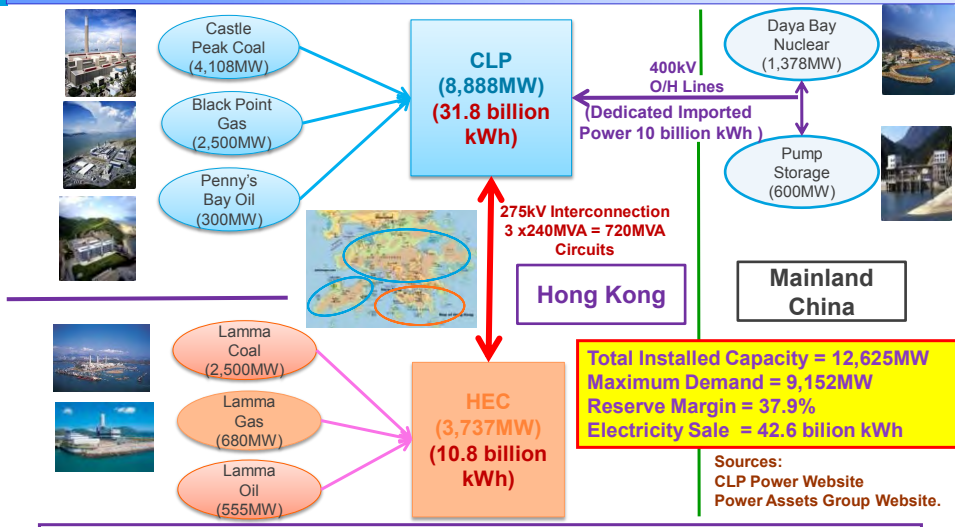 Castle
Peak Coal
(4,108MW)
Black Point
Gas
(2,500MW)
Penny's
Bay Oil
(300MW)
CLP
(8,888MW)
(31.8 billion
kWh)
400kV
O/H Lines
(Dedicated Imported
Power 10 billion kWh )
Daya Bay
Nuclear
(1,378MW)
Pump
Storage
(600MW)
275kV Interconnection
3 x240MVA = 720MVA
Circuits
Hong Kong
Mainland
China
Lamma
Coal
(2,500MW)
Lamma
Gas
(680MW)
Lamma
Oil
(555MW)
HEC
(3,737MW)
(10.8 billion
kWh)
Total Installed Capacity = 12,625MW
Maximum Demand = 9,152MW
Reserve Margin = 37.9%
Electricity Sale = 42.6 bilion kWh
Sources:
CLP Power Website
Power Assets Group Website.